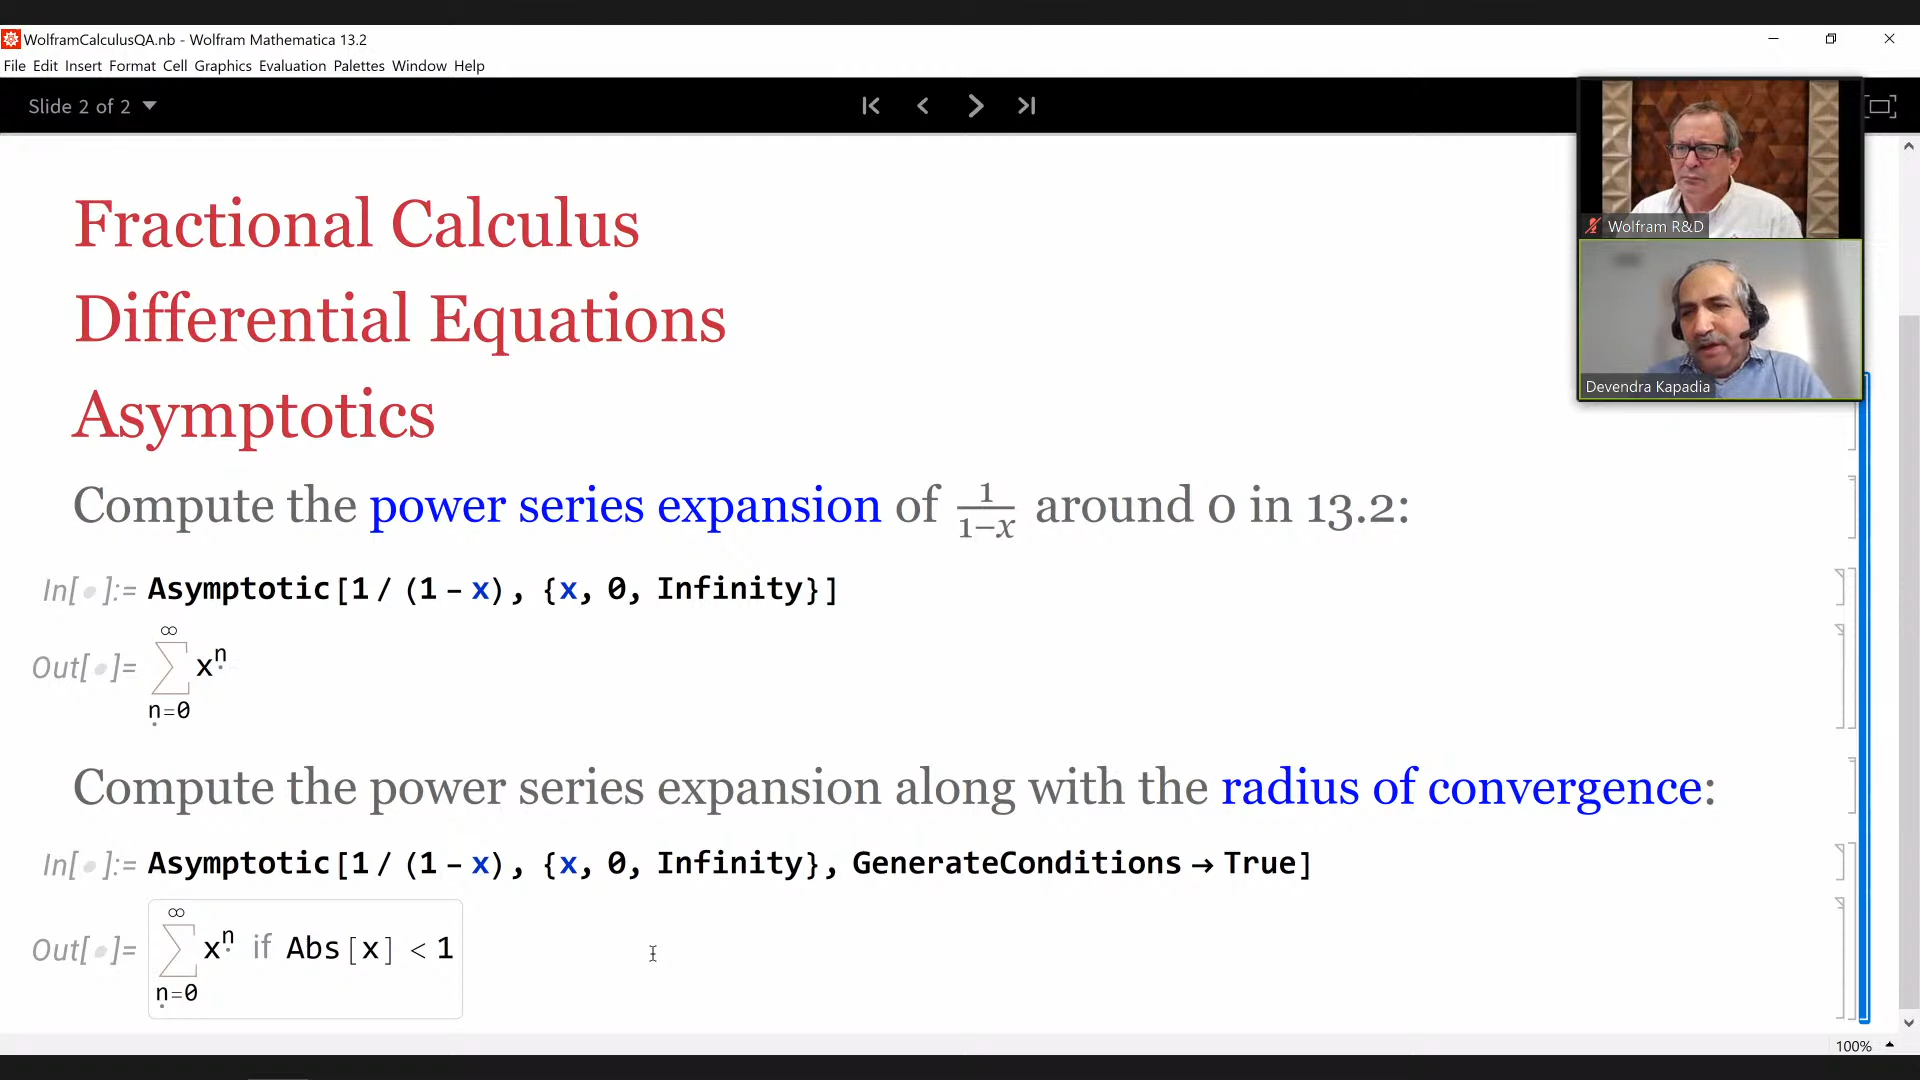 WolframCalculusQA.nb - Wolfram Mathematica 13.2
File Edit Insert Format Cell Graphics Evaluation Palettes Window Help
Slide 2 of 2
Wolfram R&D
Devendra Kapadia
Fractional Calculus
Differential Equations
Asymptotics
Compute the power series expansion of 1/(1−x) around 0 in 13.2:
In[ ]:= Asymptotic[1 / (1 – x), {x, 0, Infinity}]
Out[ ]= ∑_{n=0}^{∞} x^n
Compute the power series expansion along with the radius of convergence:
In[ ]:= Asymptotic[1 / (1 – x), {x, 0, Infinity}, GenerateConditions → True]
Out[ ]= ∑_{n=0}^{∞} x^n if Abs[x] < 1
100%